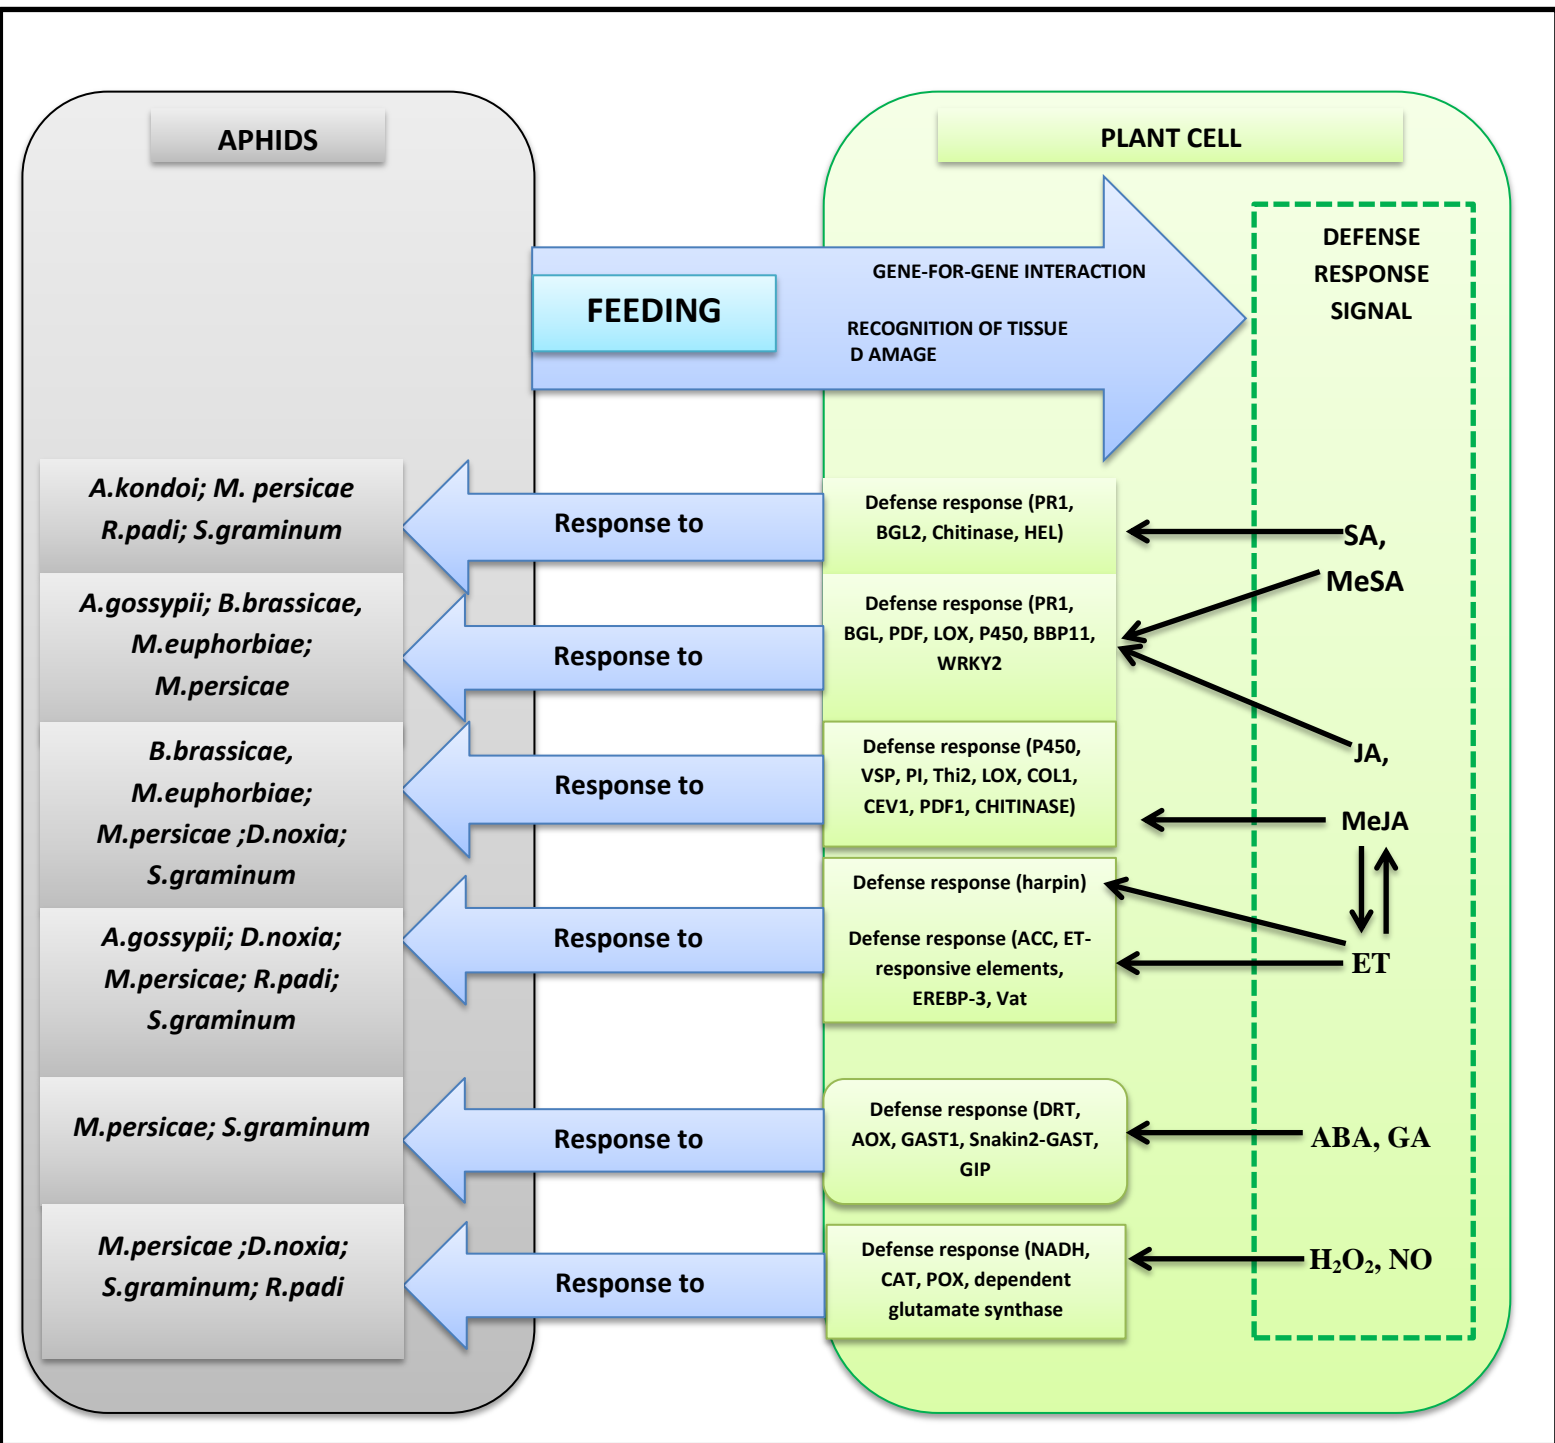 APHIDS
PLANT CELL
GENE-FOR-GENE INTERACTION
FEEDING
RECOGNITION OF TISSUE
D AMAGE
DEFENSE
RESPONSE
SIGNAL
A.kondoi; M. persicae
R.padi; S.graminum
Response to
Defense response (PR1,
BGL2, Chitinase, HEL)
SA,
MeSA
A.gossypii; B.brassicae,
M.euphorbiae;
M.persicae
Response to
Defense response (PR1,
BGL, PDF, LOX, P450, BBP11,
WRKY2
JA,
B.brassicae,
M.euphorbiae;
M.persicae ;D.noxia;
S.graminum
Response to
Defense response (P450,
VSP, PI, Thi2, LOX, COL1,
CEV1, PDF1, CHITINASE)
MeJA
A.gossypii; D.noxia;
M.persicae; R.padi;
S.graminum
Response to
Defense response (harpin)
Defense response (ACC, ET-
responsive elements,
EREBP-3, Vat
ET
M.persicae; S.graminum
Response to
Defense response (DRT,
AOX, GAST1, Snakin2-GAST,
GIP
ABA, GA
M.persicae ;D.noxia;
S.graminum; R.padi
Response to
Defense response (NADH,
CAT, POX, dependent
glutamate synthase
H₂O₂, NO